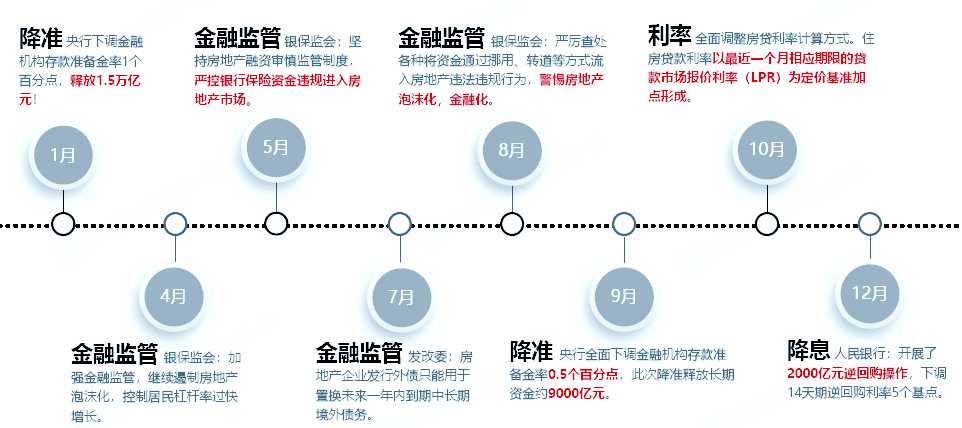 降准 央行下调金融
机构存款准备金率1个
百分点，释放1.5万亿
元！
1月
金融监管 银保监会：坚
持房地产融资审慎监管制度，
严控银行保险资金违规进入房
地产市场。
5月
金融监管 银保监会：严厉查处
各种将资金通过挪用、转道等方式流
入房地产违法违规行为，警惕房地产
泡沫化，金融化。
8月
利率 全面调整房贷利率计算方式。住
房贷款利率以最近一个月相应期限的贷
款市场报价利率（LPR）为定价基准加
点形成。
10月
4月
金融监管 银保监会：加
强金融监管，继续遏制房地产
泡沫化，控制居民杠杆率过快
增长。
7月
金融监管 发改委：房
地产企业发行外债只能用于
置换未来一年内到期中长期
境外债务。
9月
降准 央行全面下调金融机构存款准
备金率0.5个百分点，此次降准释放长期
资金约9000亿元。
12月
降息 人民银行：开展了
2000亿元逆回购操作，下调
14天期逆回购利率5个基点。